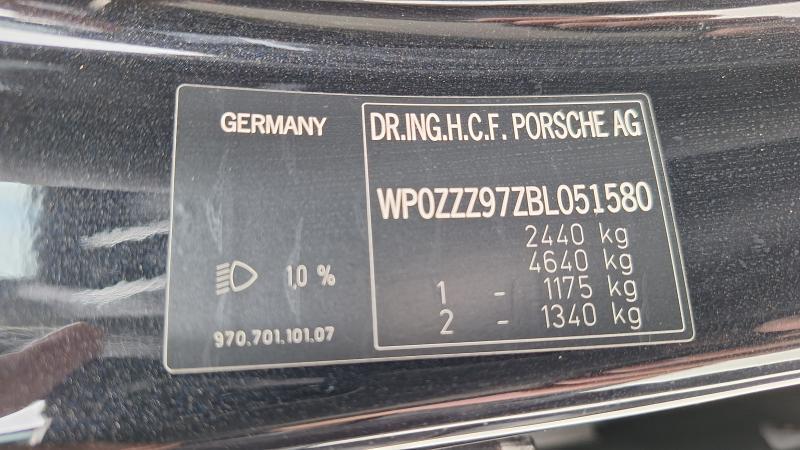 GERMANY
1,0 %
970.701.101.07
DR.ING.H.C.F. PORSCHE AG
WP0ZZZ97ZBL051580
2440 kg
4640 kg
1 - 1175 kg
2 - 1340 kg